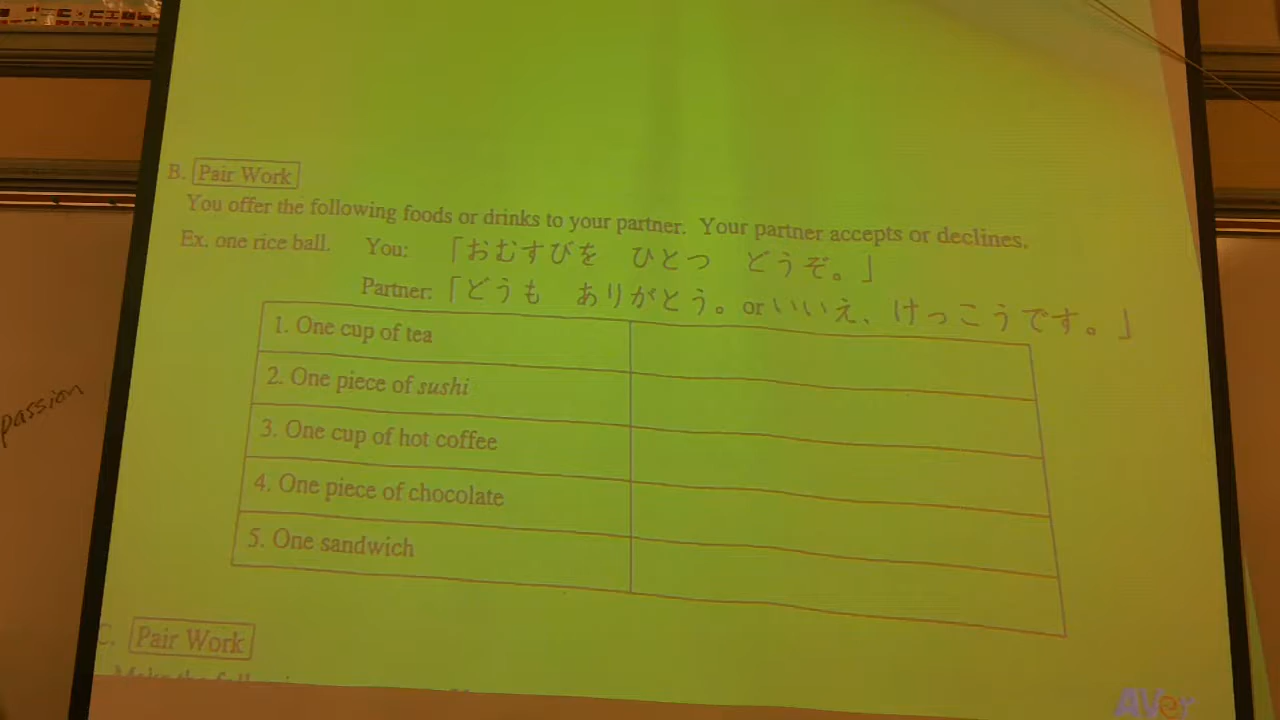 B. Pair Work
You offer the following foods or drinks to your partner. Your partner accepts or declines.
Ex. one rice ball. You: 「おむすびを ひとつ どうぞ。」
Partner: 「どうも ありがとう。or いいえ、けっこうです。」
1. One cup of tea
2. One piece of sushi
3. One cup of hot coffee
4. One piece of chocolate
5. One sandwich
C. Pair Work
passion
AVer